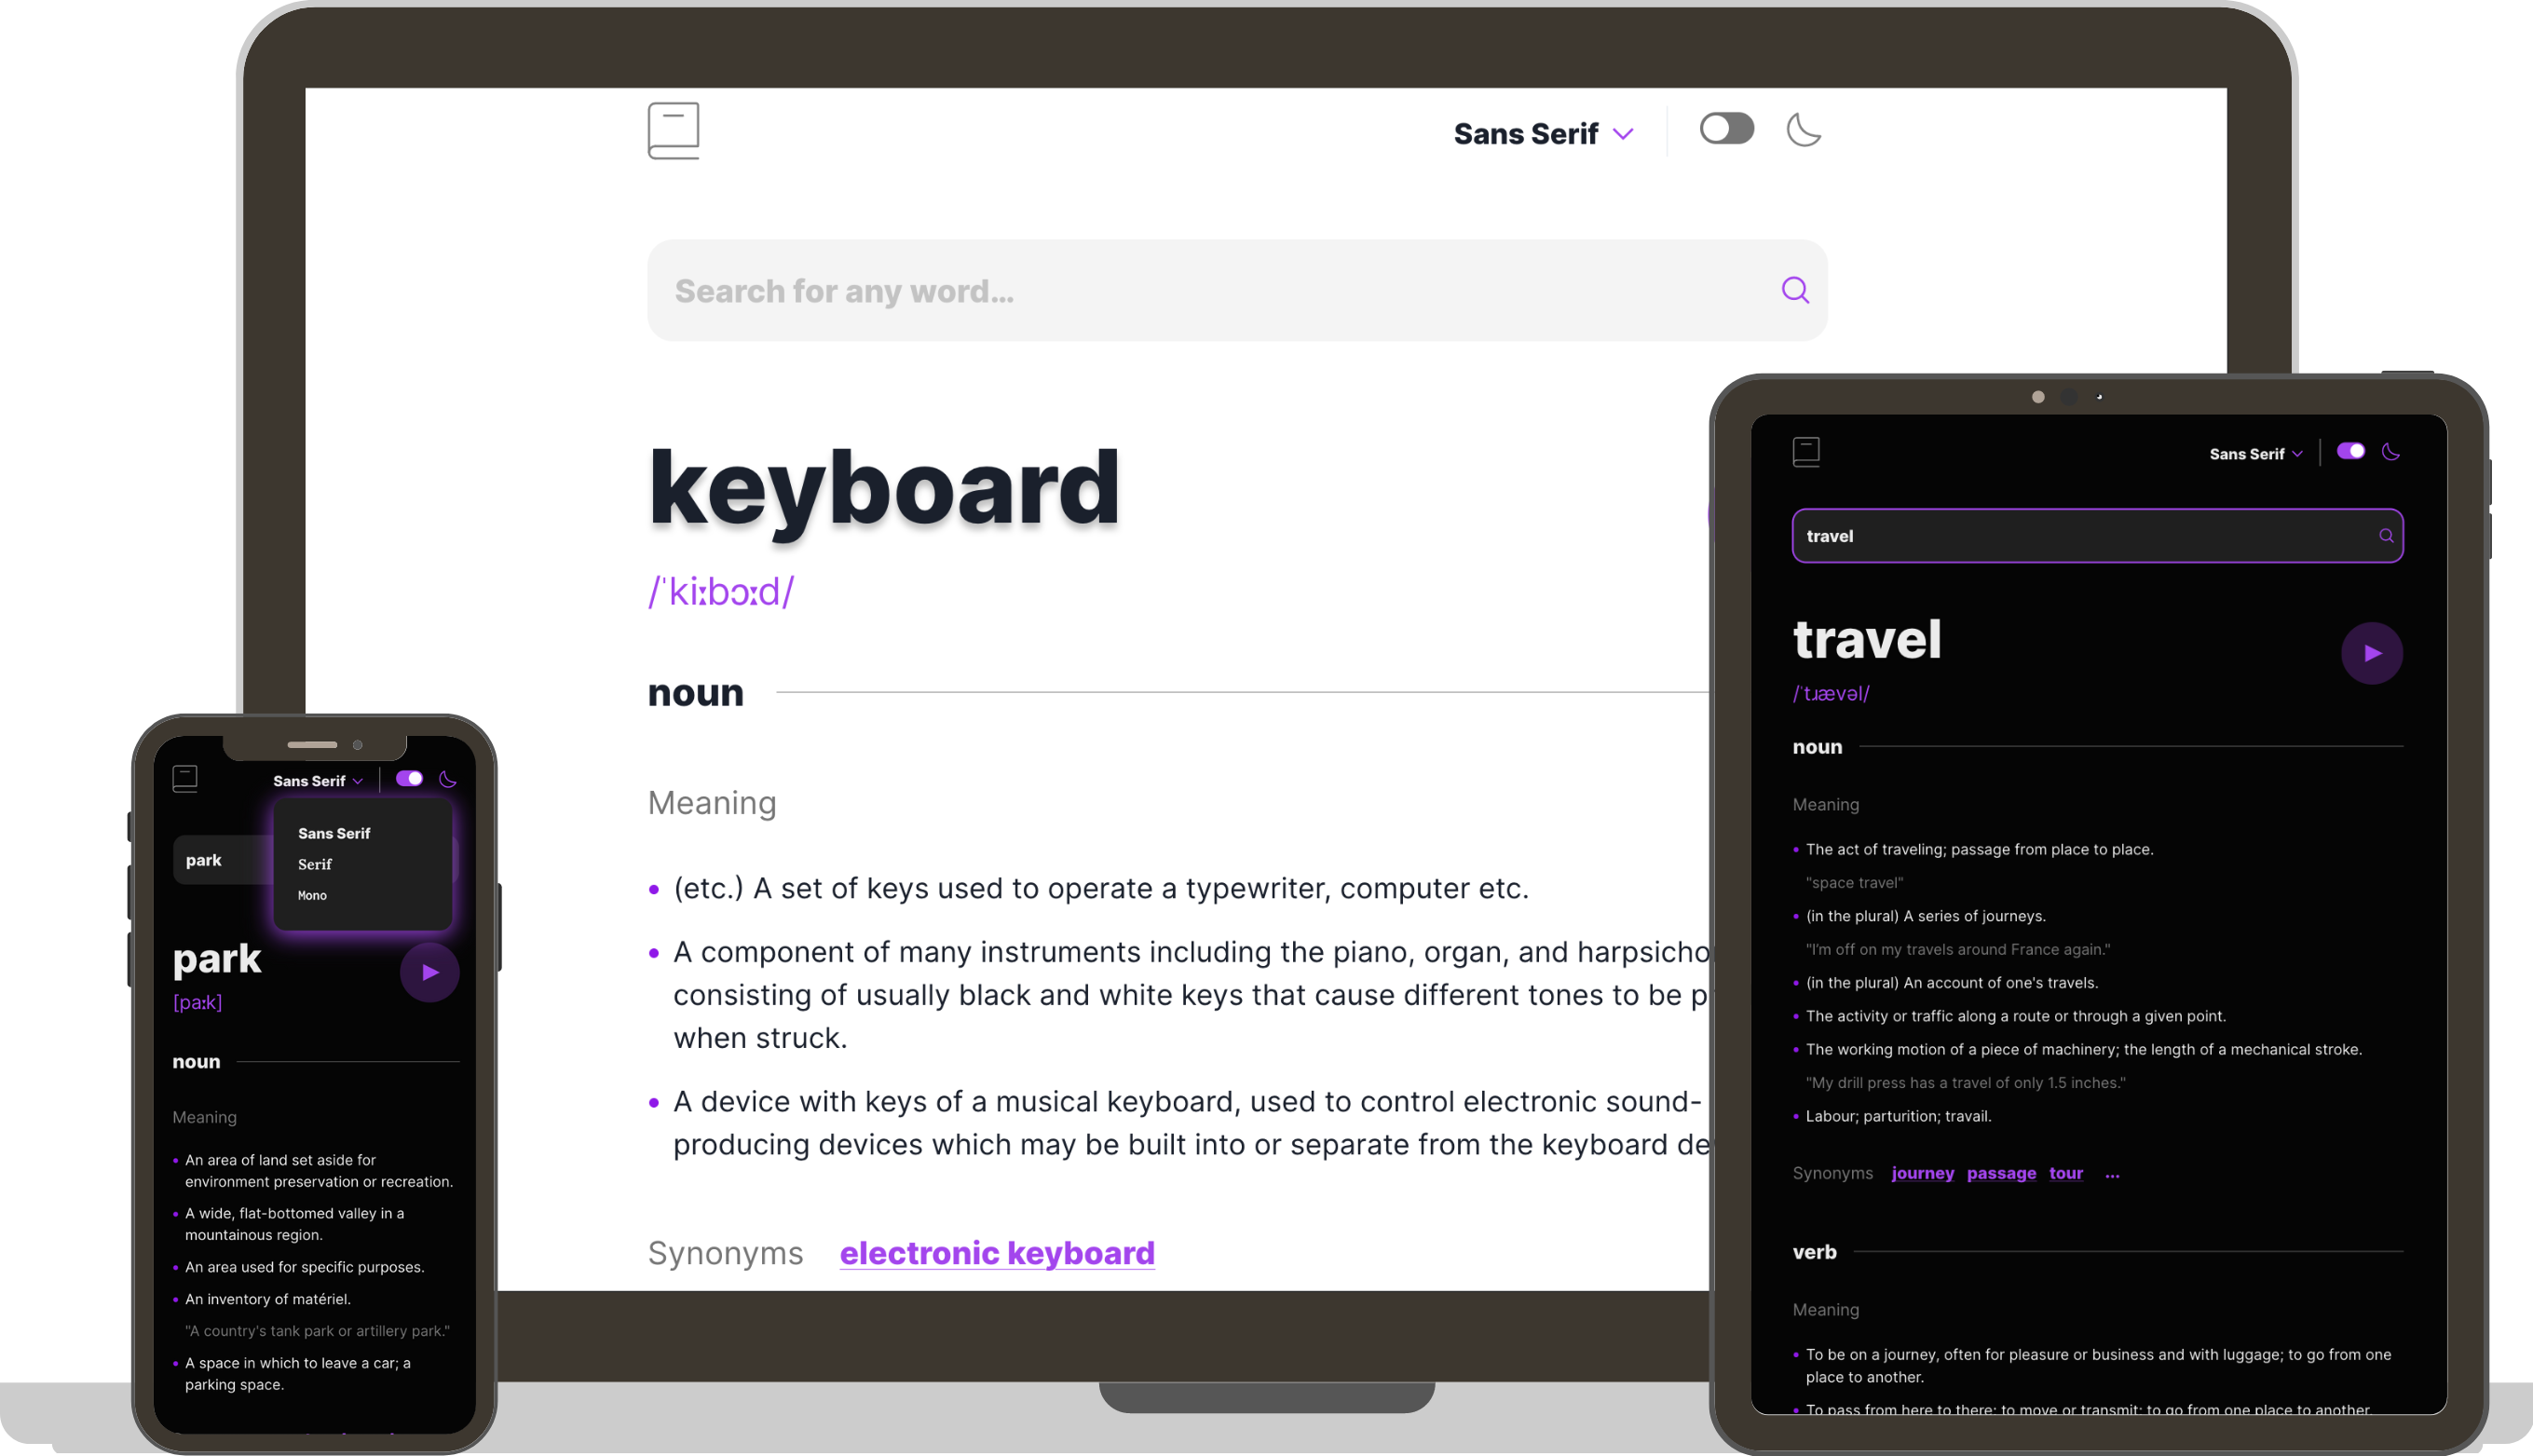 Sans Serif
Search for any word...
keyboard
/ˈkiːbɔːd/
noun
Meaning
(etc.) A set of keys used to operate a typewriter, computer etc.
A component of many instruments including the piano, organ, and
consisting of usually black and white keys that cause different tones to be
when struck.
A device with keys of a musical keyboard, used to control electronic sound-
producing devices which may be built into or separate from the keyboard
Synonyms electronic keyboard
Sans Serif
Sans Serif
Serif
Mono
park
park
[paːk]
noun
Meaning
An area of land set aside for
environment preservation or recreation.
A wide, flat-bottomed valley in a
mountainous region.
An area used for specific purposes.
An inventory of matériel.
"A country's tank park or artillery park."
A space in which to leave a car; a
parking space.
Sans Serif
travel
travel
/ˈtɹævəl/
noun
Meaning
The act of traveling; passage from place to place.
"space travel"
(in the plural) A series of journeys.
"I'm off on my travels around France again."
(in the plural) An account of one's travels.
The activity or traffic along a route or through a given point.
The working motion of a piece of machinery; the length of a mechanical stroke.
"My drill press has a travel of only 1.5 inches."
Labour; parturition; travail.
Synonyms journey passage tour ...
verb
Meaning
To be on a journey, often for pleasure or business and with luggage; to go from one
place to another.
To pass from here to there; to move or transmit; to go from one place to another.